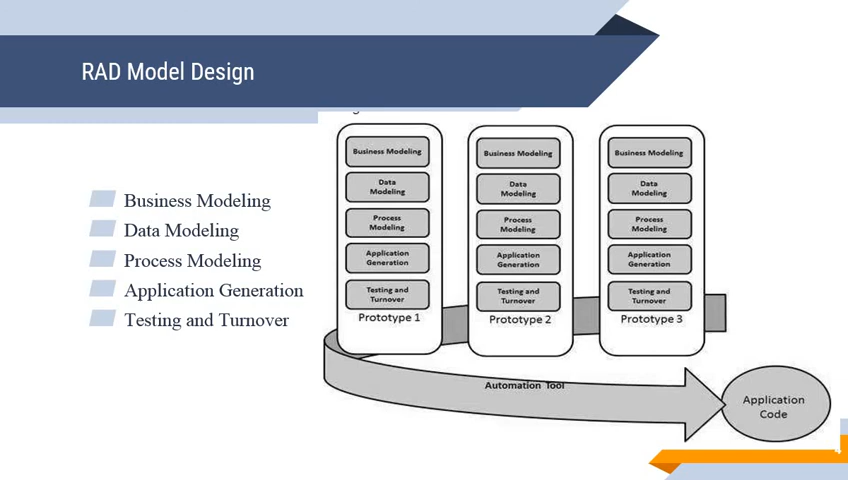 RAD Model Design
Business Modeling
Data Modeling
Process Modeling
Application Generation
Testing and Turnover
Business Modeling
Data
Modeling
Process
Modeling
Application
Generation
Testing and
Turnover
Prototype 1
Business Modeling
Data
Modeling
Process
Modeling
Application
Generation
Testing and
Turnover
Prototype 2
Business Modeling
Data
Modeling
Process
Modeling
Application
Generation
Testing and
Turnover
Prototype 3
Automation Tool
Application
Code